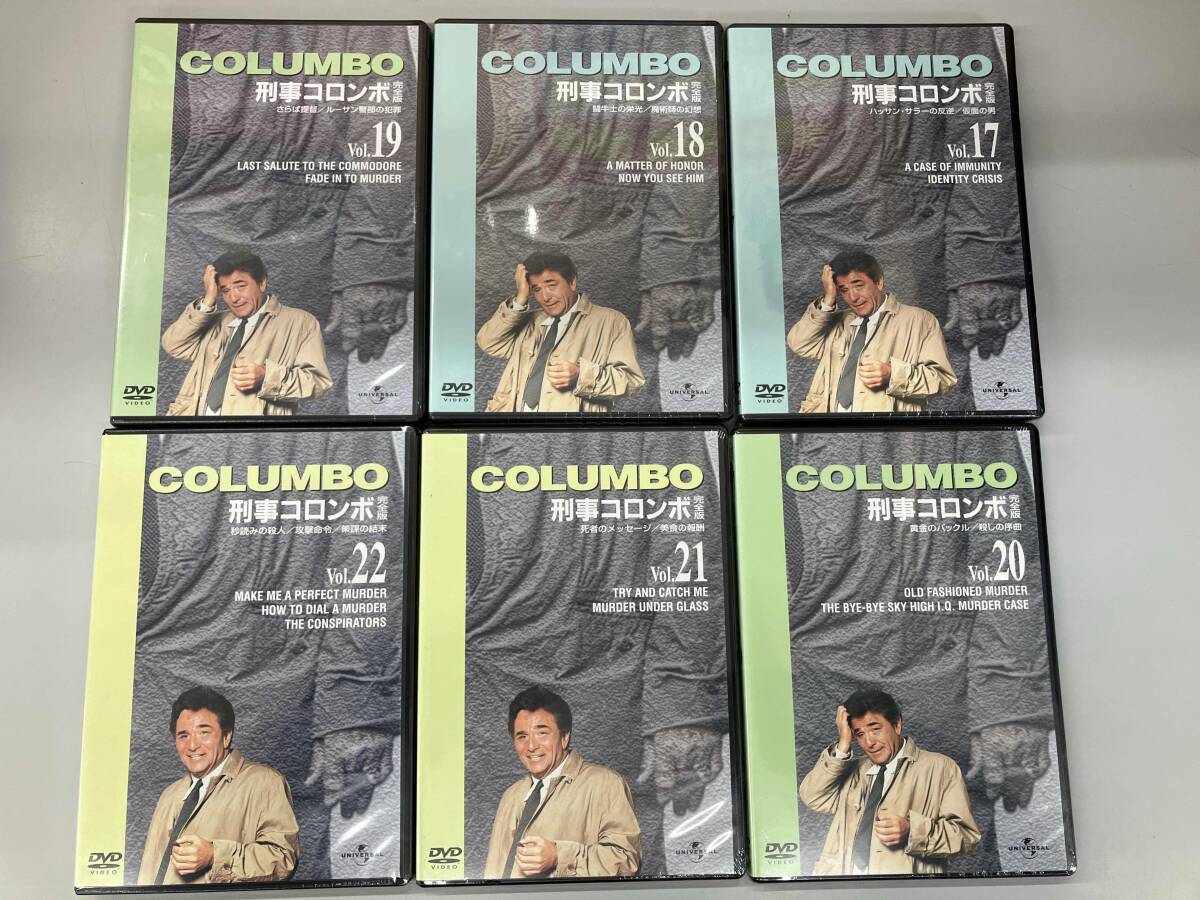 COLUMBO
刑事コロンボ 完全版
さらば提督／ルーサン警部の犯罪
Vol.19
LAST SALUTE TO THE COMMODORE
FADE IN TO MURDER
DVD
VIDEO
UNIVERSAL
COLUMBO
刑事コロンボ 完全版
闘牛士の栄光／魔術師の幻想
Vol.18
A MATTER OF HONOR
NOW YOU SEE HIM
DVD
VIDEO
UNIVERSAL
COLUMBO
刑事コロンボ 完全版
ハッサン・サラーの反逆／仮面の男
Vol.17
A CASE OF IMMUNITY
IDENTITY CRISIS
DVD
VIDEO
UNIVERSAL
COLUMBO
刑事コロンボ 完全版
秒読みの殺人／攻撃命令／策謀の結末
Vol.22
MAKE ME A PERFECT MURDER
HOW TO DIAL A MURDER
THE CONSPIRATORS
DVD
VIDEO
UNIVERSAL
COLUMBO
刑事コロンボ 完全版
死者のメッセージ／美食の報酬
Vol.21
TRY AND CATCH ME
MURDER UNDER GLASS
DVD
VIDEO
UNIVERSAL
COLUMBO
刑事コロンボ 完全版
黄金のバックル／殺しの序曲
Vol.20
OLD FASHIONED MURDER
THE BYE-BYE SKY HIGH I.Q. MURDER CASE
DVD
VIDEO
UNIVERSAL